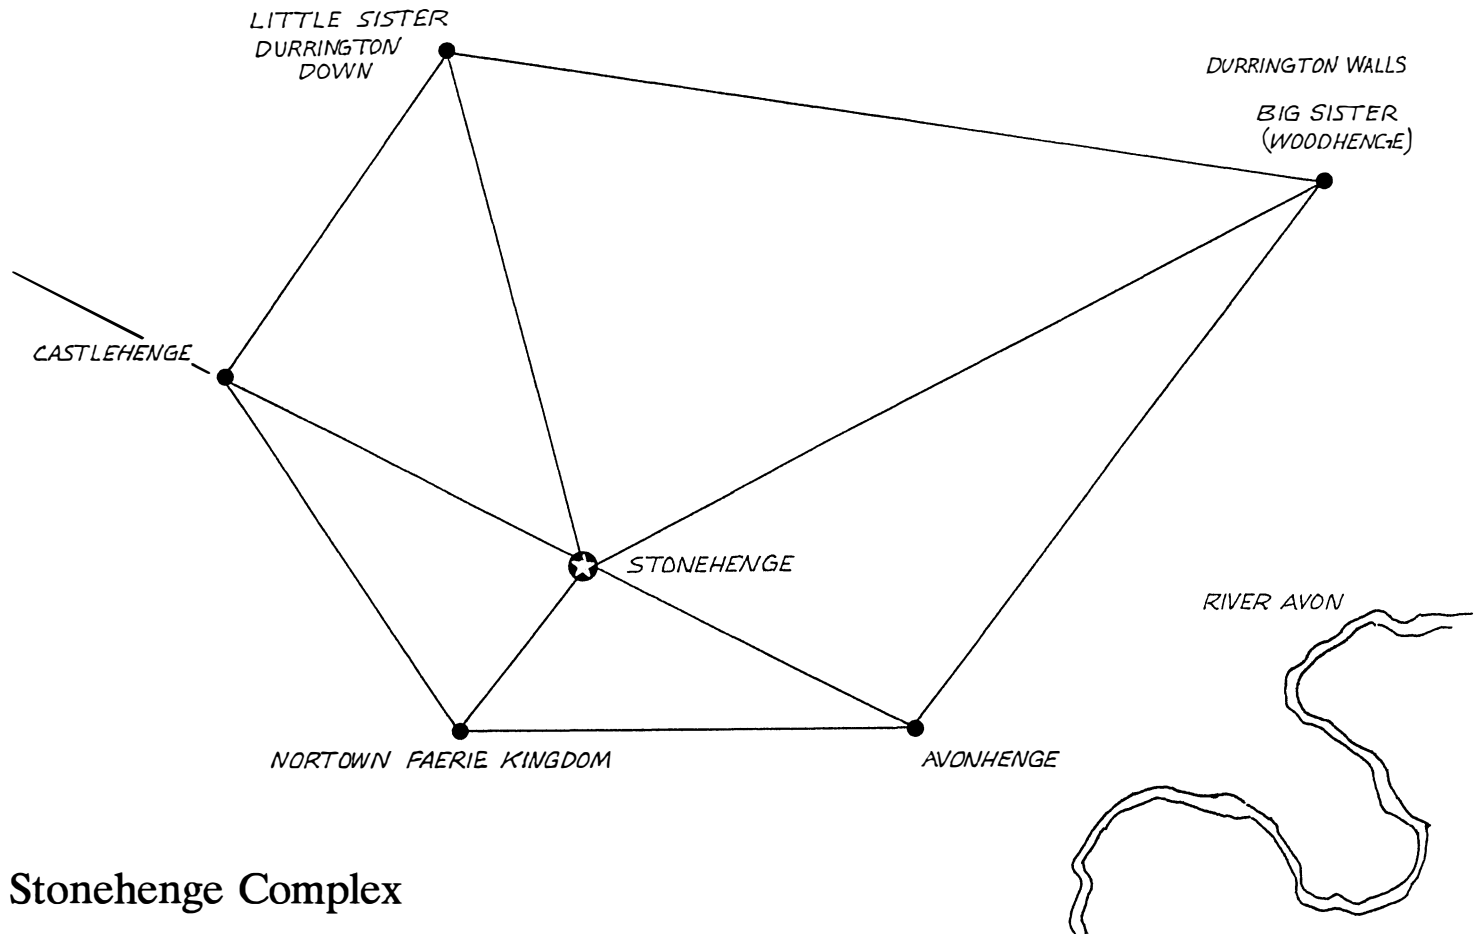 LITTLE SISTER
DURRINGTON
DOWN
DURRINGTON WALLS
BIG SISTER
(WOODHENGE)
CASTLEHENGE
STONEHENGE
RIVER AVON
NORTOWN FAERIE KINGDOM
AVONHENGE
Stonehenge Complex